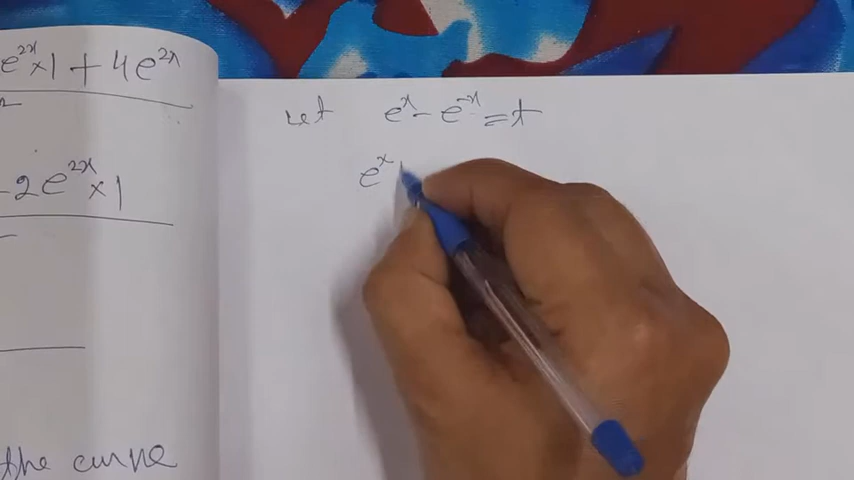 e^{2x}×1 + 4e^{2x}
-2e^{2x}×1
the curve
let e^x - e^{-x} = t
e^x